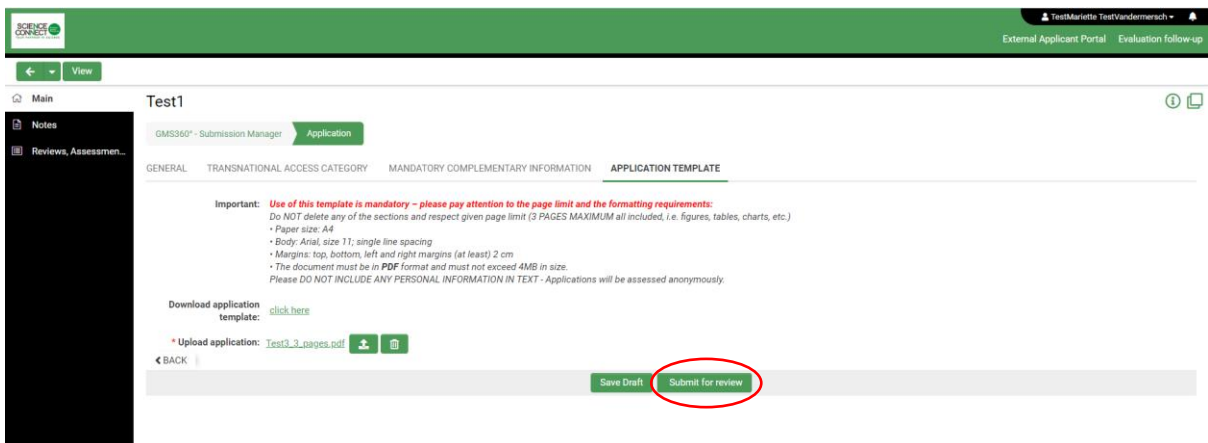 SCIENCE
CONNECT
TestMariette TestVandermersch
External Applicant Portal Evaluation follow-up
View
Main
Notes
Reviews, Assessmen...
Test1
GMS360° - Submission Manager Application
GENERAL TRANSNATIONAL ACCESS CATEGORY MANDATORY COMPLEMENTARY INFORMATION APPLICATION TEMPLATE
Important: Use of this template is mandatory – please pay attention to the page limit and the formatting requirements:
Do NOT delete any of the sections and respect given page limit (3 PAGES MAXIMUM all included, i.e. figures, tables, charts, etc.)
• Paper size: A4
• Body: Arial, size 11; single line spacing
• Margins: top, bottom, left and right margins (at least) 2 cm
• The document must be in PDF format and must not exceed 4MB in size.
Please DO NOT INCLUDE ANY PERSONAL INFORMATION IN TEXT - Applications will be assessed anonymously.
Download application template: click here
* Upload application: Test3_3_pages.pdf
BACK
Save Draft Submit for review